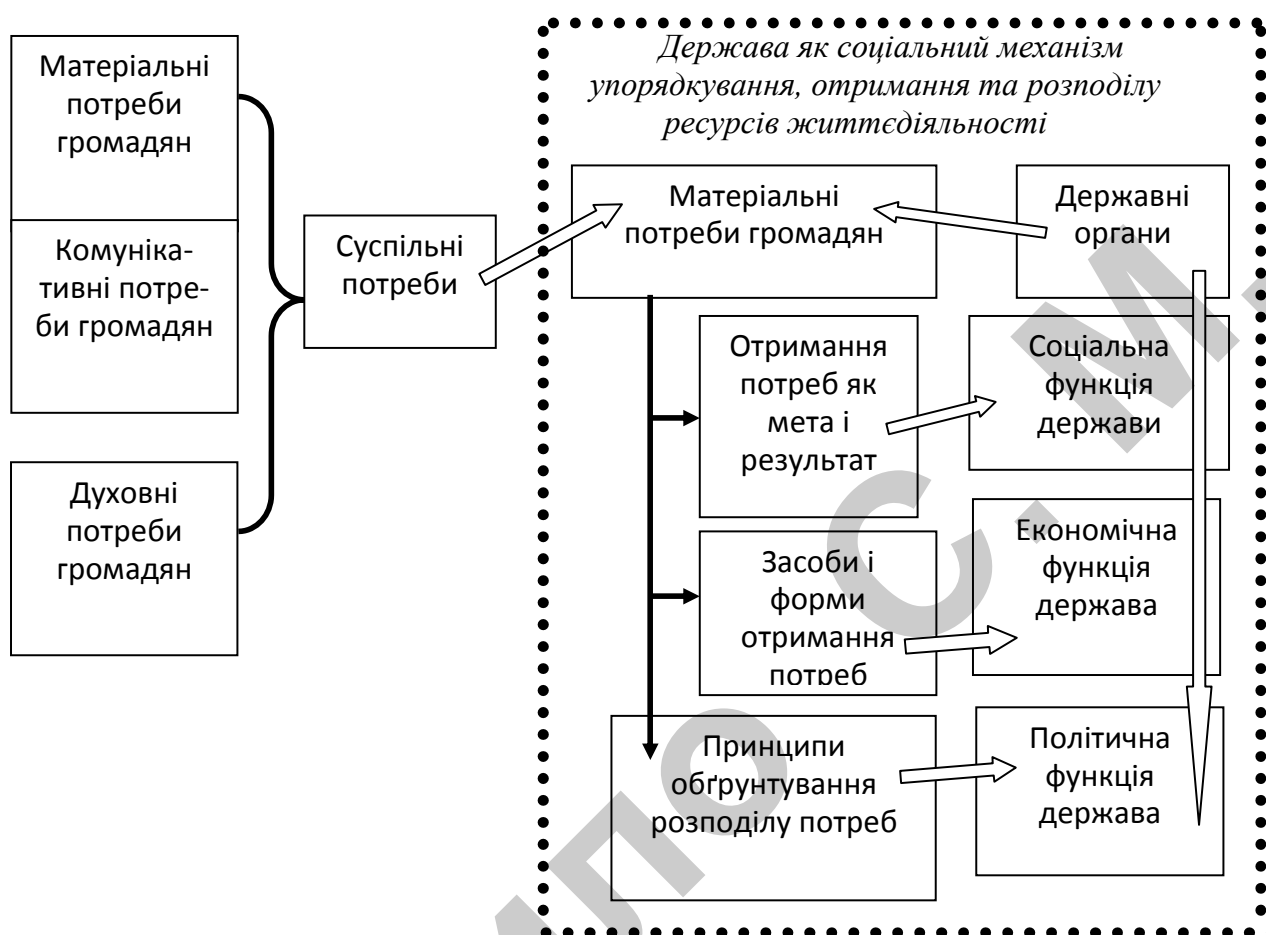 Матеріальні
потреби
громадян
Комуніка-
тивні потре-
би громадян
Духовні
потреби
громадян
Суспільні
потреби
Держава як соціальний механізм
упорядкування, отримання та розподілу
ресурсів життєдіяльності
Матеріальні
потреби громадян
Державні
органи
Отримання
потреб як
мета і
результат
Соціальна
функція
держави
Засоби і
форми
отримання
потреб
Економічна
функція
держава
Принципи
обґрунтування
розподілу потреб
Політична
функція
держава
по С. М.